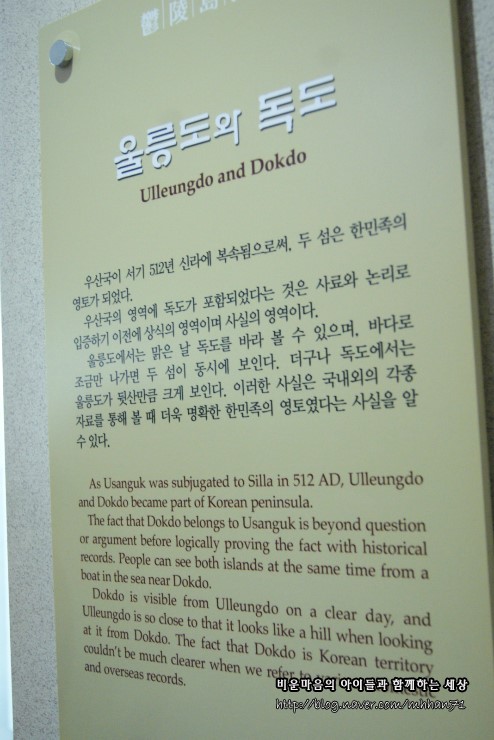 鬱陵島
울릉도와 독도
Ulleungdo and Dokdo
우산국이 서기 512년 신라에 복속됨으로써, 두 섬은 한민족의
영토가 되었다.
우산국의 영역에 독도가 포함되었다는 것은 사료와 논리로
입증하기 이전에 상식의 영역이며 사실의 영역이다.
울릉도에서는 맑은 날 독도를 바라 볼 수 있으며, 바다로
조금만 나가면 두 섬이 동시에 보인다. 더구나 독도에서는
울릉도가 뒷산만큼 크게 보인다. 이러한 사실은 국내외의 각종
자료를 통해 볼 때 더욱 명확한 한민족의 영토였다는 사실을 알
수 있다.
As Usanguk was subjugated to Silla in 512 AD, Ulleungdo
and Dokdo became part of Korean peninsula.
The fact that Dokdo belongs to Usanguk is beyond question
or argument before logically proving the fact with historical
records. People can see both islands at the same time from a
boat in the sea near Dokdo.
Dokdo is visible from Ulleungdo on a clear day, and
Ulleungdo is so close to that it looks like a hill when looking
at it from Dokdo. The fact that Dokdo is Korean territory
couldn't be much clearer when we refer to
and overseas records.
비운마음의 아이들과 함께하는 세상
http://blog.naver.com/mhhan71